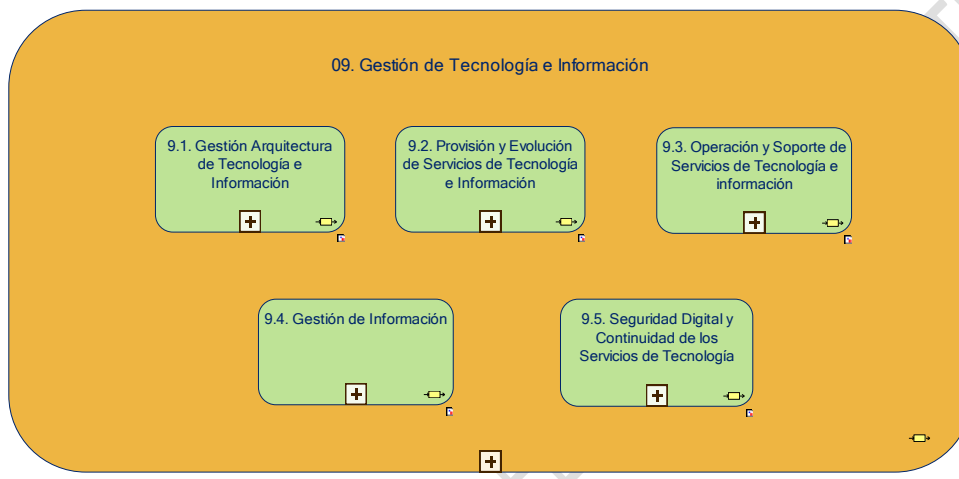 09. Gestión de Tecnología e Información
9.1. Gestión Arquitectura
de Tecnología e
Información
9.2. Provisión y Evolución
de Servicios de Tecnología
e Información
9.3. Operación y Soporte de
Servicios de Tecnología e
información
9.4. Gestión de Información
9.5. Seguridad Digital y
Continuidad de los
Servicios de Tecnología